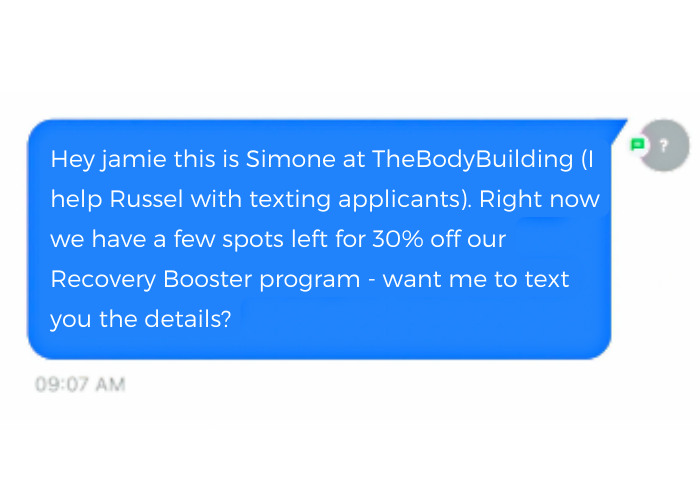 Hey jamie this is Simone at TheBodyBuilding (I
help Russel with texting applicants). Right now
we have a few spots left for 30% off our
Recovery Booster program - want me to text
you the details?
?
09:07 AM